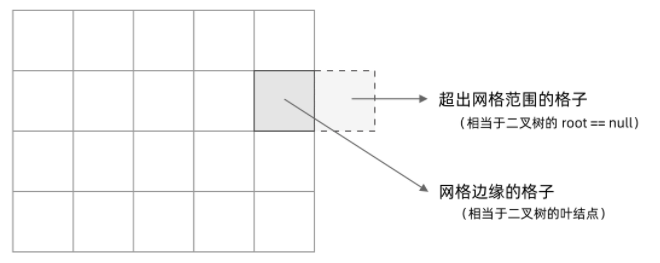 超出网格范围的格子
（相当于二叉树的 root == null）
网格边缘的格子
（相当于二叉树的叶结点）